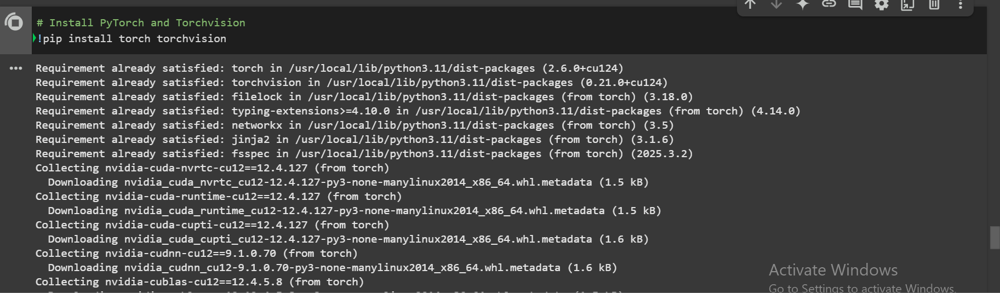 # Install PyTorch and Torchvision
!pip install torch torchvision
Requirement already satisfied: torch in /usr/local/lib/python3.11/dist-packages (2.6.0+cu124)
Requirement already satisfied: torchvision in /usr/local/lib/python3.11/dist-packages (0.21.0+cu124)
Requirement already satisfied: filelock in /usr/local/lib/python3.11/dist-packages (from torch) (3.18.0)
Requirement already satisfied: typing-extensions>=4.10.0 in /usr/local/lib/python3.11/dist-packages (from torch) (4.14.0)
Requirement already satisfied: networkx in /usr/local/lib/python3.11/dist-packages (from torch) (3.5)
Requirement already satisfied: jinja2 in /usr/local/lib/python3.11/dist-packages (from torch) (3.1.6)
Requirement already satisfied: fsspec in /usr/local/lib/python3.11/dist-packages (from torch) (2025.3.2)
Collecting nvidia-cuda-nvrtc-cu12==12.4.127 (from torch)
  Downloading nvidia_cuda_nvrtc_cu12-12.4.127-py3-none-manylinux2014_x86_64.whl.metadata (1.5 kB)
Collecting nvidia-cuda-runtime-cu12==12.4.127 (from torch)
  Downloading nvidia_cuda_runtime_cu12-12.4.127-py3-none-manylinux2014_x86_64.whl.metadata (1.5 kB)
Collecting nvidia-cuda-cupti-cu12==12.4.127 (from torch)
  Downloading nvidia_cuda_cupti_cu12-12.4.127-py3-none-manylinux2014_x86_64.whl.metadata (1.6 kB)
Collecting nvidia-cudnn-cu12==9.1.0.70 (from torch)
  Downloading nvidia_cudnn_cu12-9.1.0.70-py3-none-manylinux2014_x86_64.whl.metadata (1.6 kB)
Collecting nvidia-cublas-cu12==12.4.5.8 (from torch)
Activate Windows
Go to Settings to activate Windows.